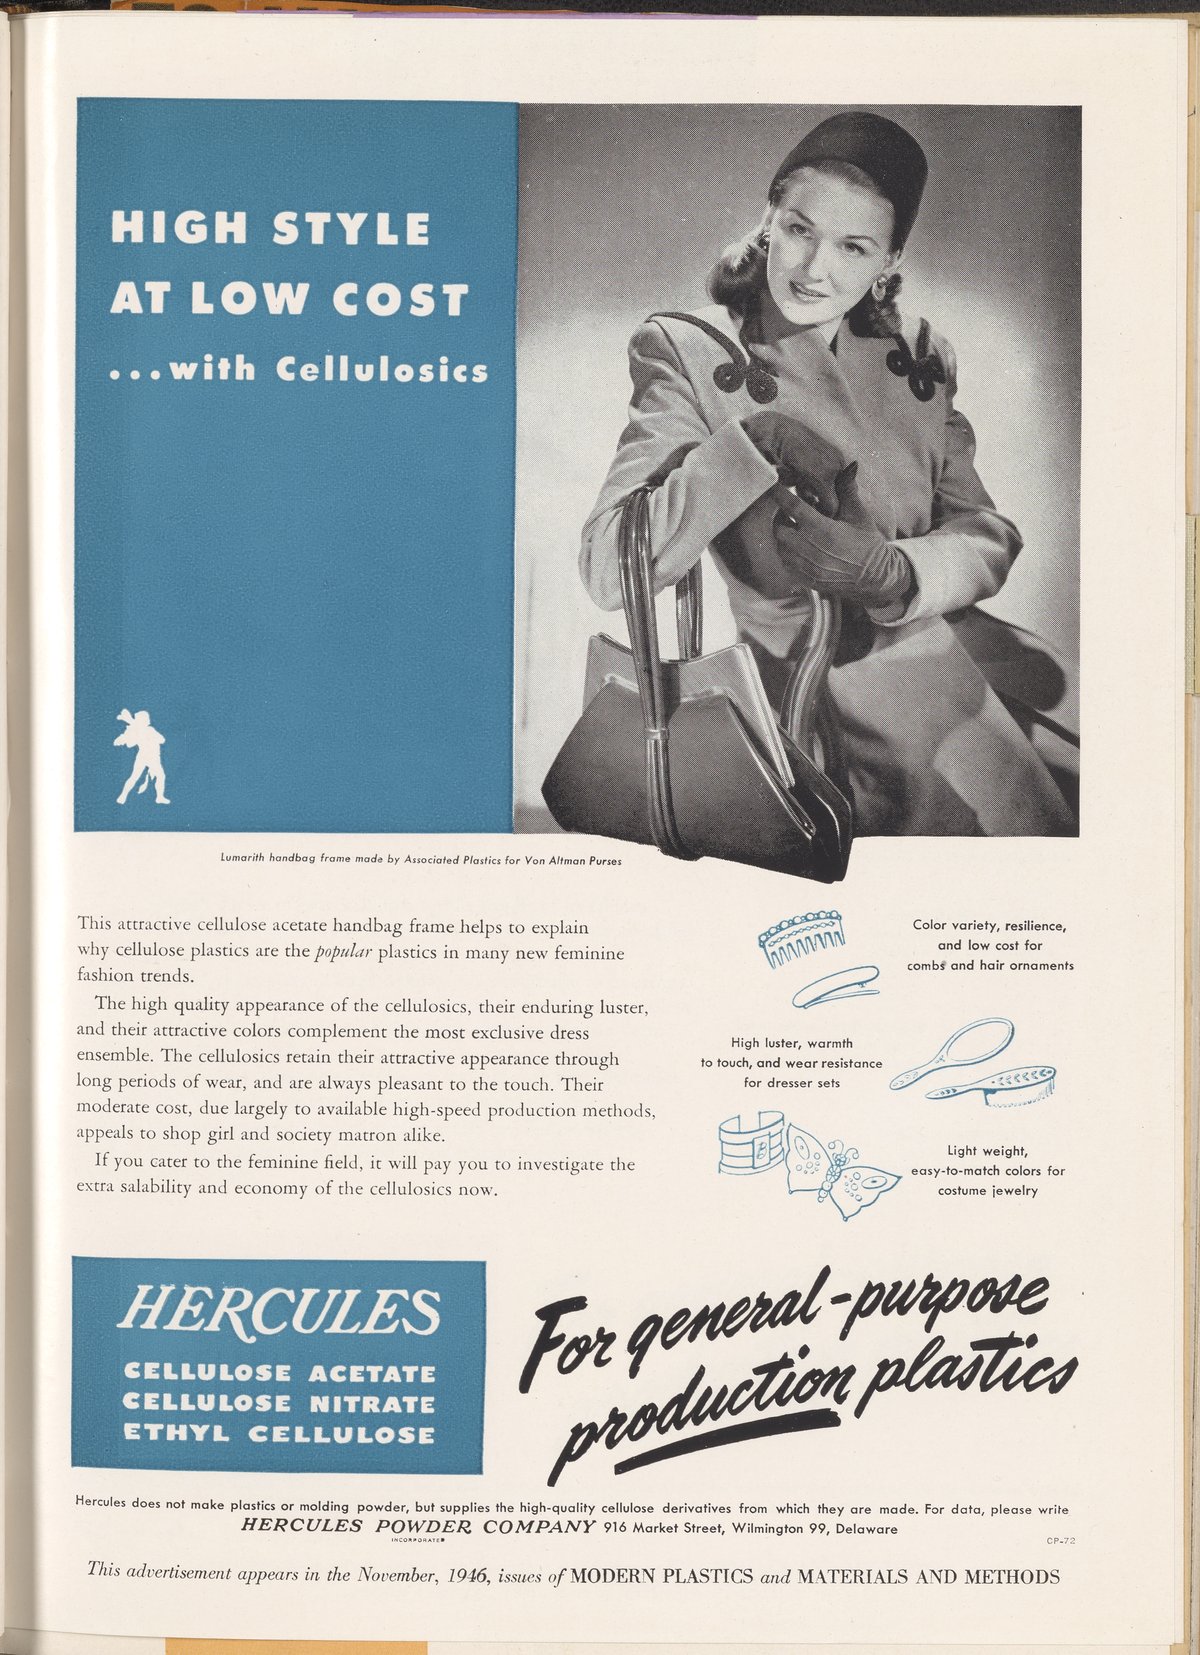 HIGH STYLE
AT LOW COST
...with Cellulosics
Lumarith handbag frame made by Associated Plastics for Von Altman Purses
This attractive cellulose acetate handbag frame helps to explain
why cellulose plastics are the popular plastics in many new feminine
fashion trends.
The high quality appearance of the cellulosics, their enduring luster,
and their attractive colors complement the most exclusive dress
ensemble. The cellulosics retain their attractive appearance through
long periods of wear, and are always pleasant to the touch. Their
moderate cost, due largely to available high-speed production methods,
appeals to shop girl and society matron alike.
If you cater to the feminine field, it will pay you to investigate the
extra salability and economy of the cellulosics now.
Color variety, resilience,
and low cost for
combs and hair ornaments
High luster, warmth
to touch, and wear resistance
for dresser sets
B
Light weight,
easy-to-match colors for
costume jewelry
HERCULES
CELLULOSE ACETATE
CELLULOSE NITRATE
ETHYL CELLULOSE
For general-purpose
production plastics
Hercules does not make plastics or molding powder, but supplies the high-quality cellulose derivatives from which they are made. For data, please write
HERCULES POWDER COMPANY 916 Market Street, Wilmington 99, Delaware
INCORPORATED
CP-72
This advertisement appears in the November, 1946, issues of MODERN PLASTICS and MATERIALS AND METHODS